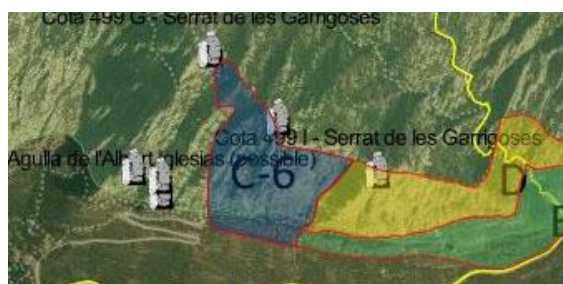 Cota 499 G - Serrat de les Garrigoses
Cota 499 I - Serrat de les Garrigoses
Agulla de l'Albert Iglesias (possible)
C-6
D